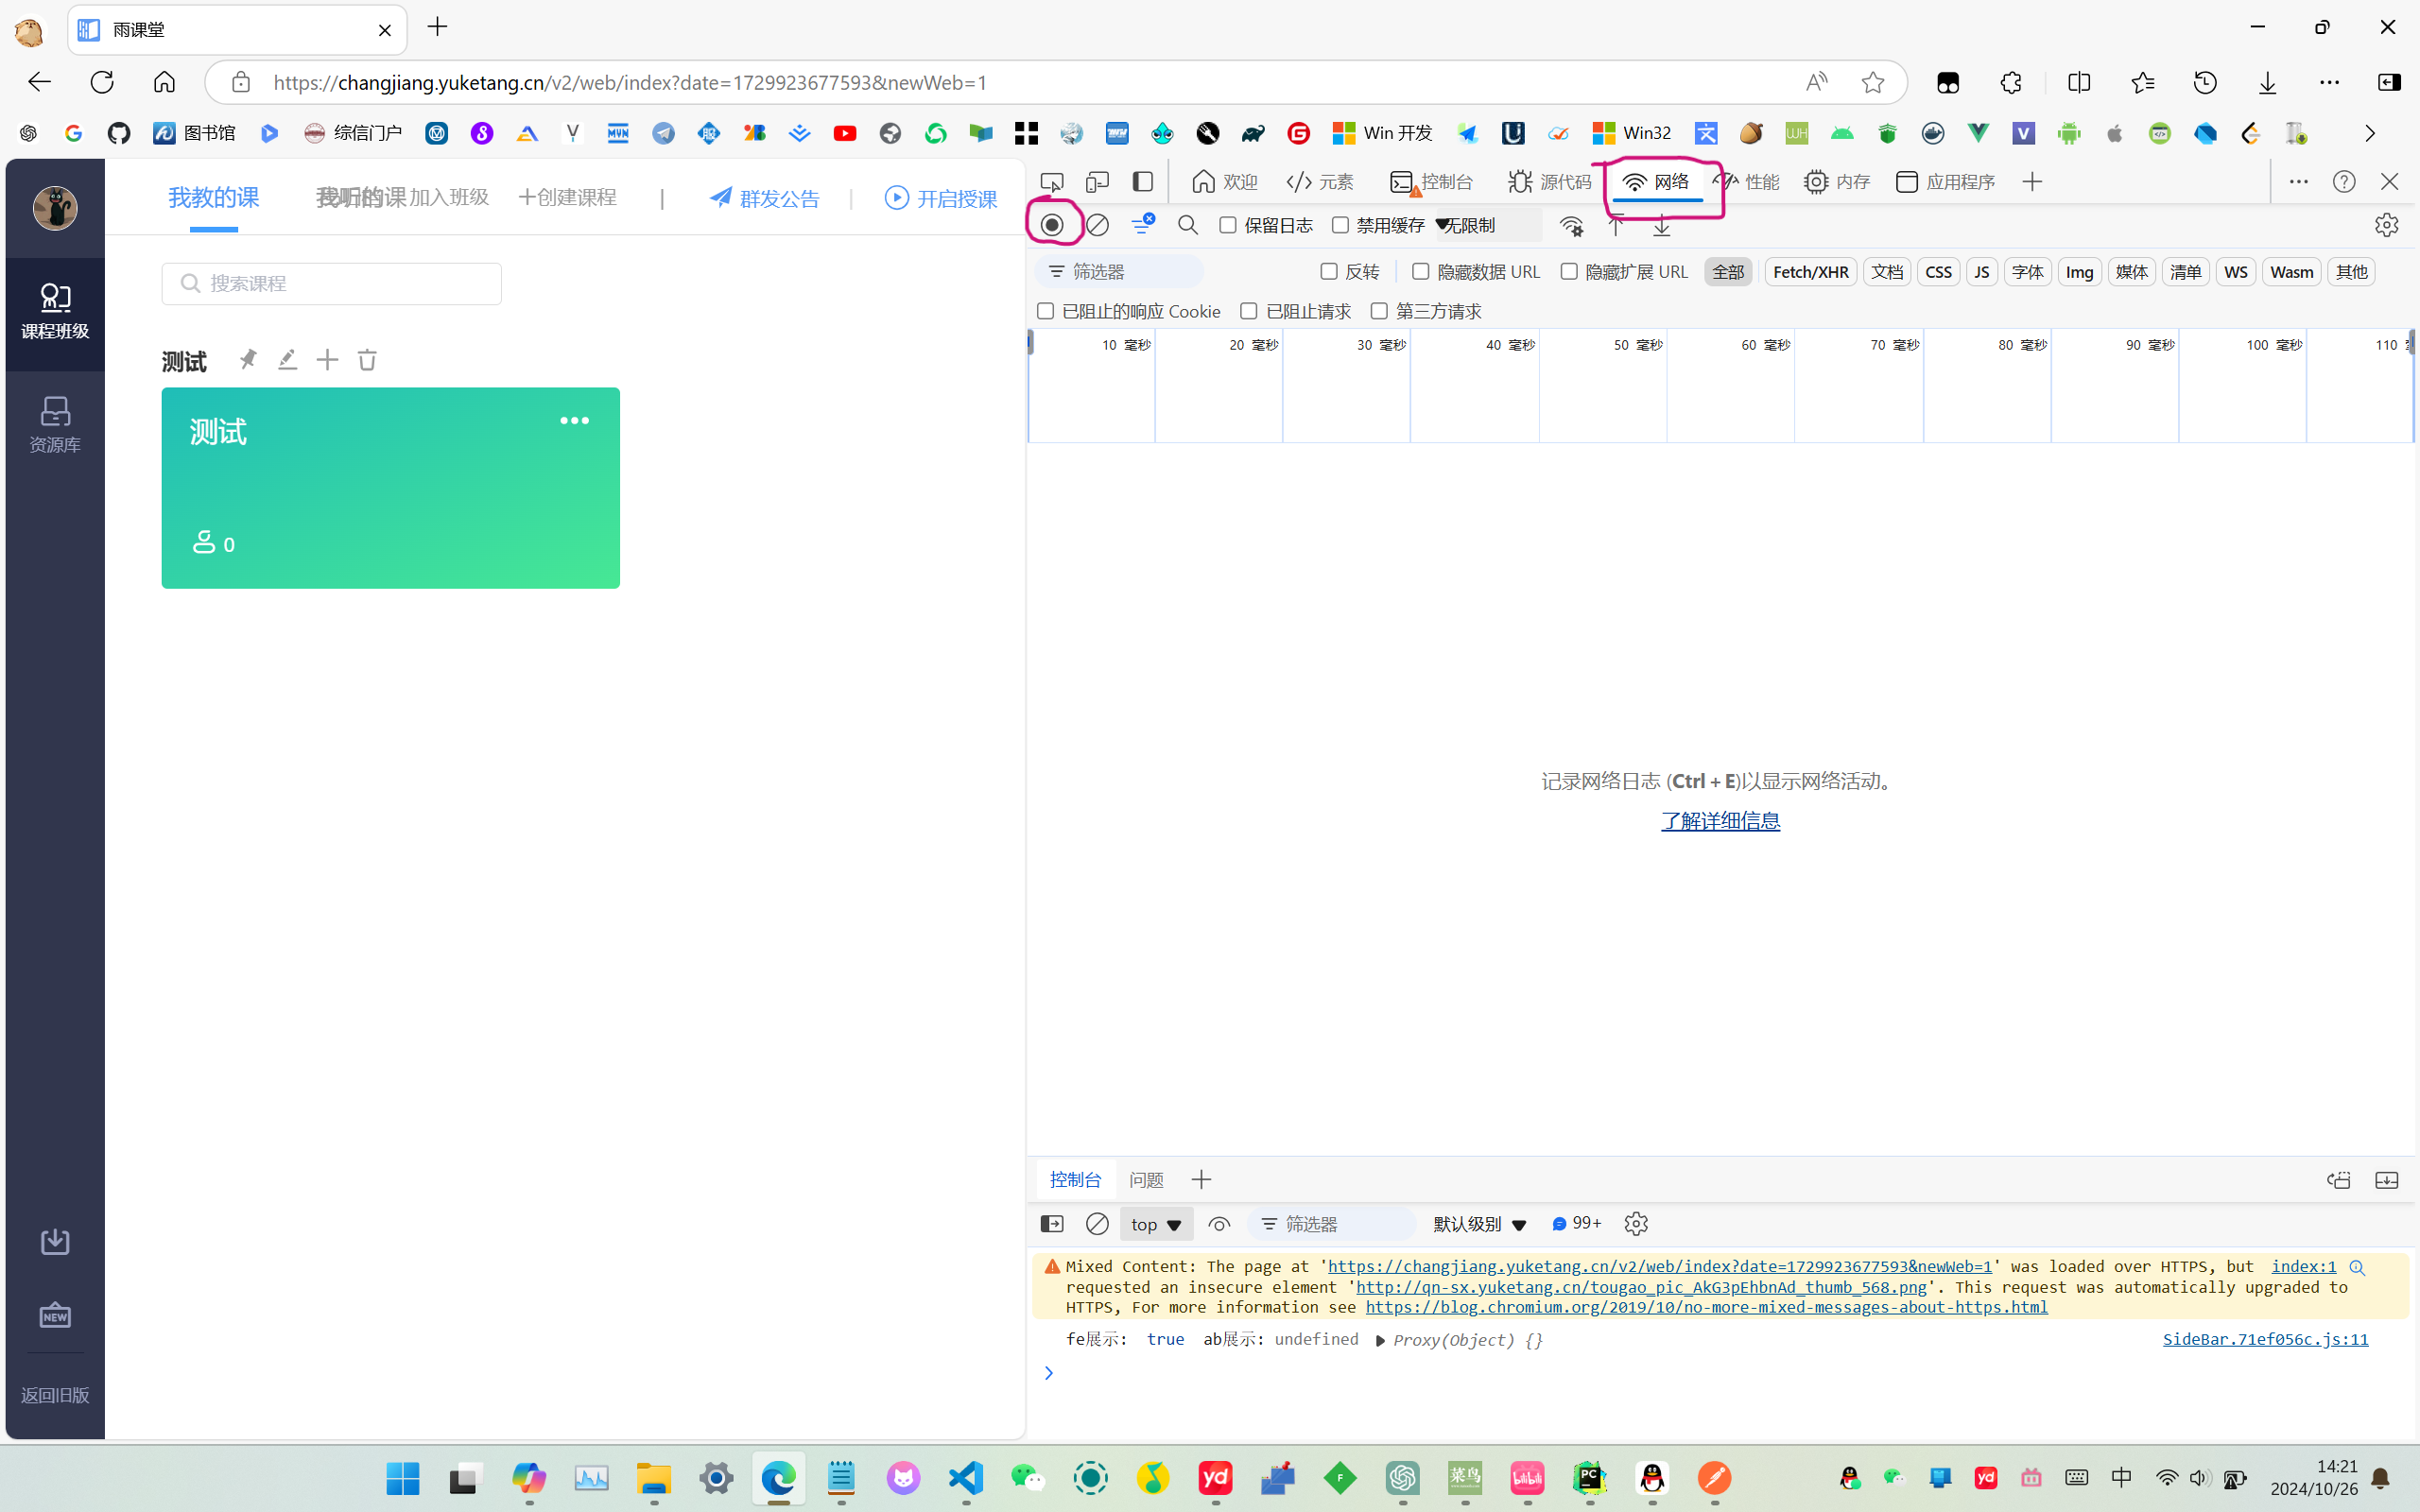 雨课堂
https://changjiang.yuketang.cn/v2/web/index?date=1729923677593&newWeb=1
图书馆 综信门户 Win 开发 Win32
我教的课 我听的课 加入班级 创建课程 | 群发公告 | 开启授课
搜索课程
课程班级
资源库
测试
测试
0
NEW
返回旧版
欢迎 元素 控制台 源代码 网络 性能 内存 应用程序
保留日志 禁用缓存 无限制
筛选器 反转 隐藏数据 URL 隐藏扩展 URL 全部 Fetch/XHR 文档 CSS JS 字体 Img 媒体 清单 WS Wasm 其他
已阻止的响应 Cookie 已阻止请求 第三方请求
10 毫秒 20 毫秒 30 毫秒 40 毫秒 50 毫秒 60 毫秒 70 毫秒 80 毫秒 90 毫秒 100 毫秒 110
记录网络日志 (Ctrl + E)以显示网络活动。
了解详细信息
控制台 问题
top 筛选器 默认级别 99+
Mixed Content: The page at 'https://changjiang.yuketang.cn/v2/web/index?date=1729923677593&newWeb=1' was loaded over HTTPS, but index:1
requested an insecure element 'http://qn-sx.yuketang.cn/tougao_pic_AkG3pEhbnAd_thumb_568.png'. This request was automatically upgraded to
HTTPS, For more information see https://blog.chromium.org/2019/10/no-more-mixed-messages-about-https.html
fe展示: true ab展示: undefined Proxy(Object) {} SideBar.71ef056c.js:11
中
14:21
2024/10/26